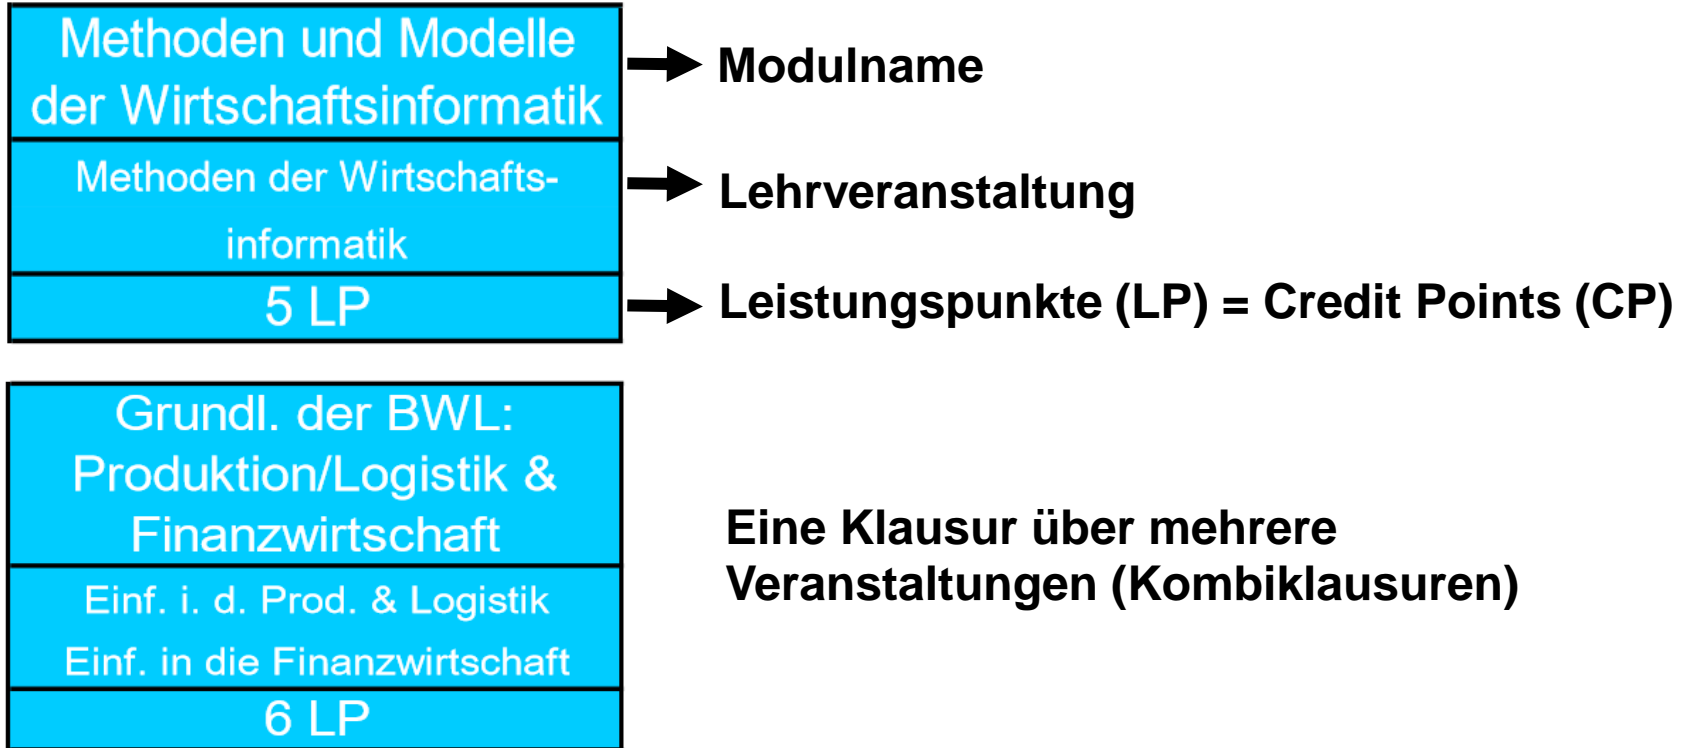 Methoden und Modelle
der Wirtschaftsinformatik
Modulname
Methoden der Wirtschafts-
informatik
Lehrveranstaltung
5 LP
Leistungspunkte (LP) = Credit Points (CP)
Grundl. der BWL:
Produktion/Logistik &
Finanzwirtschaft
Einf. i. d. Prod. & Logistik
Einf. in die Finanzwirtschaft
6 LP
Eine Klausur über mehrere
Veranstaltungen (Kombiklausuren)